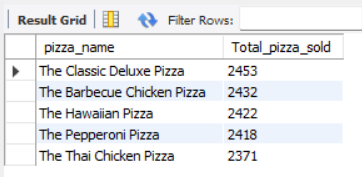 Result Grid Filter Rows:
pizza_name Total_pizza_sold
The Classic Deluxe Pizza 2453
The Barbecue Chicken Pizza 2432
The Hawaiian Pizza 2422
The Pepperoni Pizza 2418
The Thai Chicken Pizza 2371